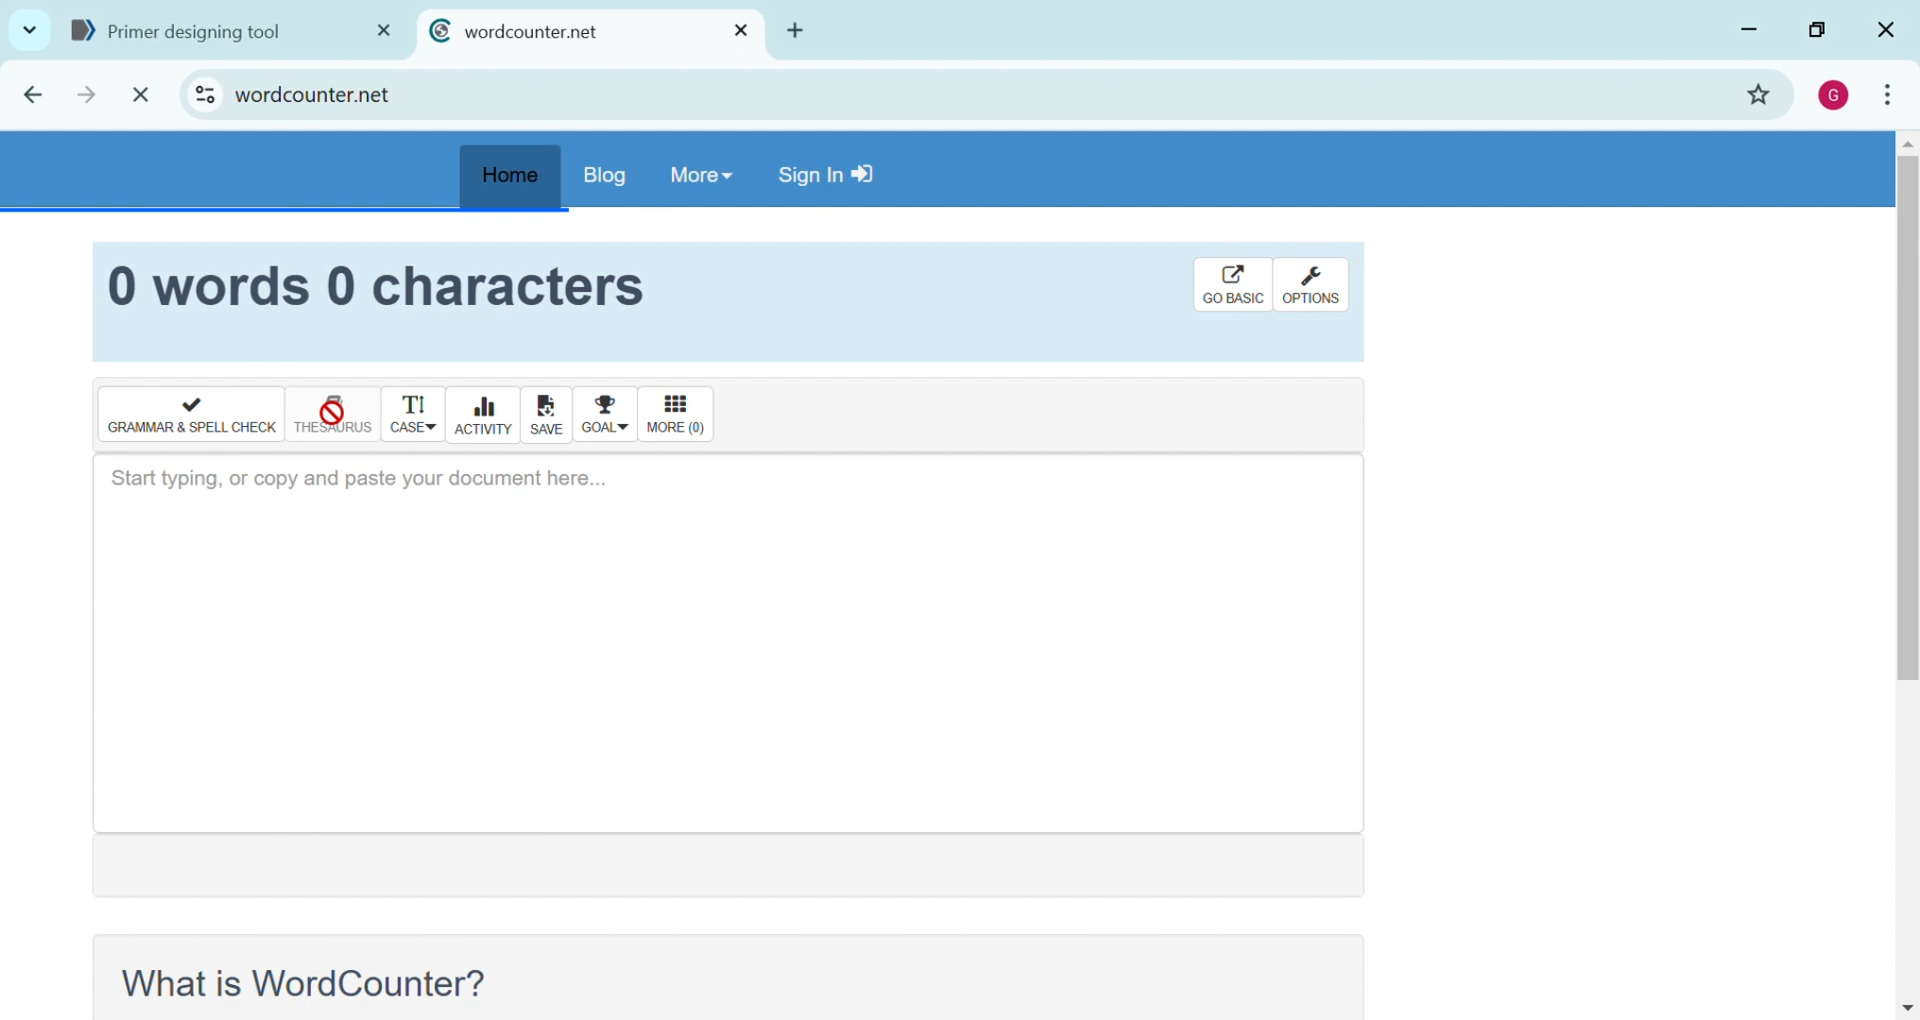 Primer designing tool
wordcounter.net
wordcounter.net
G
Home Blog More Sign In
0 words 0 characters
GO BASIC OPTIONS
GRAMMAR & SPELL CHECK THESAURUS CASE ACTIVITY SAVE GOAL MORE (0)
Start typing, or copy and paste your document here...
What is WordCounter?